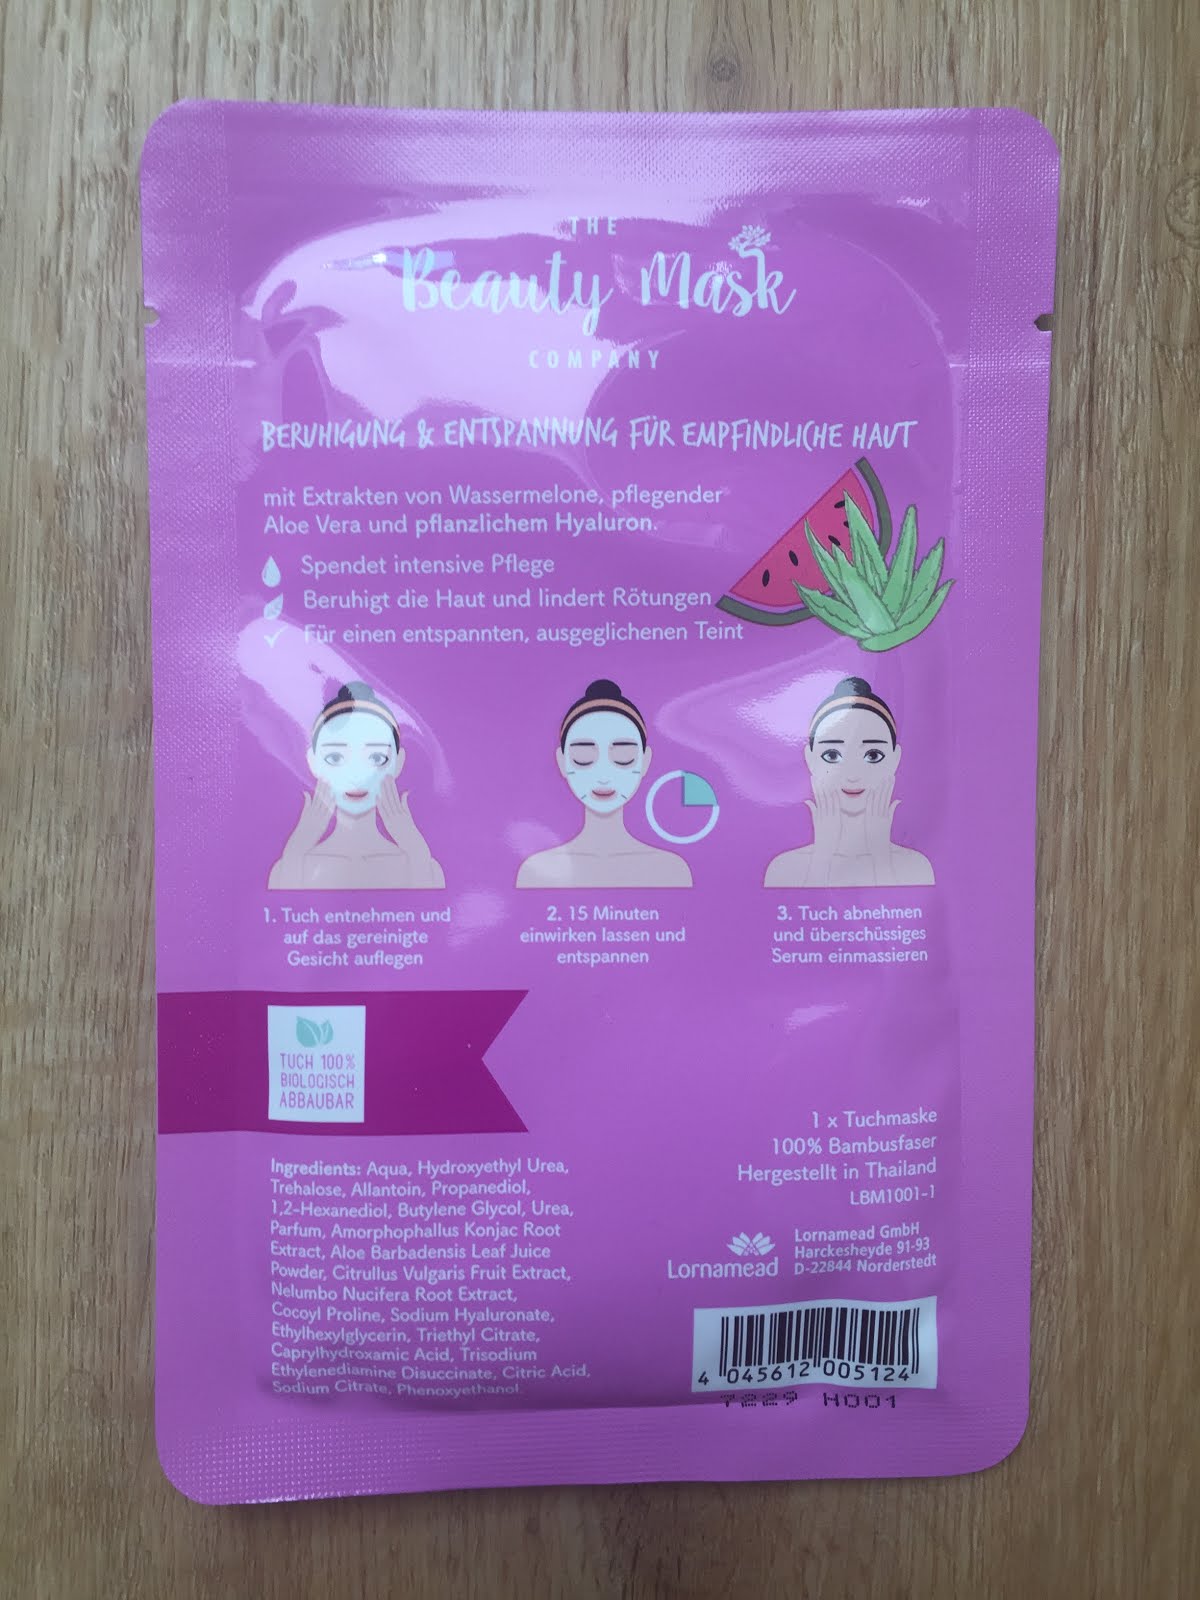 THE
Beauty Mask
COMPANY
BERUHIGUNG & ENTSPANNUNG FÜR EMPFINDLICHE HAUT
mit Extrakten von Wassermelone, pflegender
Aloe Vera und pflanzlichem Hyaluron.
Spendet intensive Pflege
Beruhigt die Haut und lindert Rötungen
Für einen entspannten, ausgeglichenen Teint
1. Tuch entnehmen und
auf das gereinigte
Gesicht auflegen
2. 15 Minuten
einwirken lassen und
entspannen
3. Tuch abnehmen
und überschüssiges
Serum einmassieren
TUCH 100%
BIOLOGISCH
ABBAUBAR
Ingredients: Aqua, Hydroxyethyl Urea,
Trehalose, Allantoin, Propanediol,
1,2-Hexanediol, Butylene Glycol, Urea,
Parfum, Amorphophallus Konjac Root
Extract, Aloe Barbadensis Leaf Juice
Powder, Citrullus Vulgaris Fruit Extract,
Nelumbo Nucifera Root Extract,
Cocoyl Proline, Sodium Hyaluronate,
Ethylhexylglycerin, Triethyl Citrate,
Caprylhydroxamic Acid, Trisodium
Ethylenediamine Disuccinate, Citric Acid,
Sodium Citrate, Phenoxyethanol.
1 x Tuchmaske
100% Bambusfaser
Hergestellt in Thailand
LBM1001-1
Lornamead
Lornamead GmbH
Harckesheyde 91-93
D-22844 Norderstedt
4 045612 005124
7229 H001